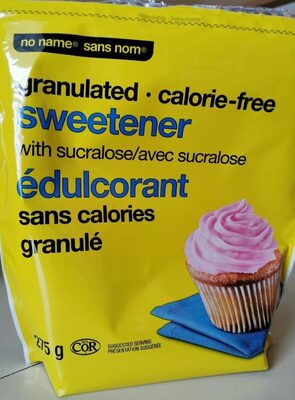 no name® sans nom®
granulated · calorie-free
sweetener
with sucralose/avec sucralose
édulcorant
sans calories
granulé
275 g
COR
SUGGESTED SERVING
PRÉSENTATION SUGGÉRÉE